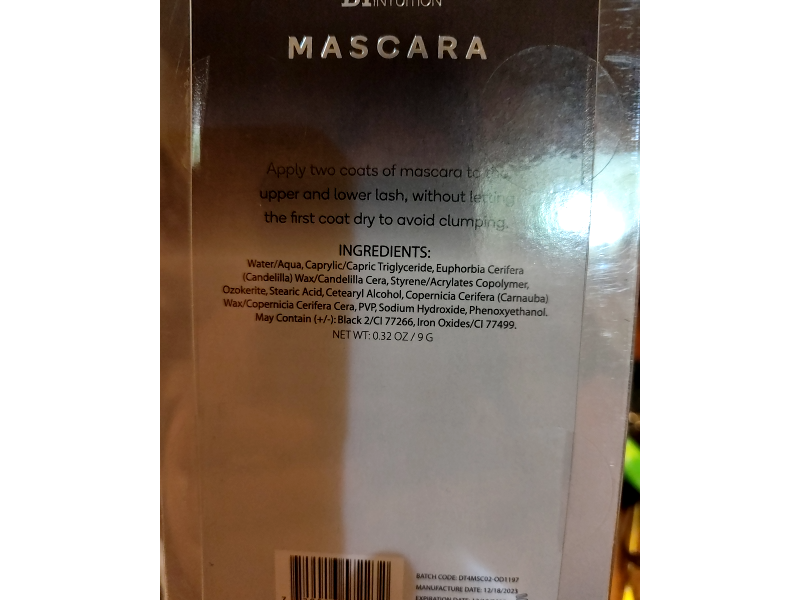 INTUITION
MASCARA
Apply two coats of mascara to the
upper and lower lash, without letting
the first coat dry to avoid clumping.
INGREDIENTS:
Water/Aqua, Caprylic/Capric Triglyceride, Euphorbia Cerifera
(Candelilla) Wax/Candelilla Cera, Styrene/Acrylates Copolymer,
Ozokerite, Stearic Acid, Cetearyl Alcohol, Copernicia Cerifera (Carnauba)
Wax/Copernicia Cerifera Cera, PVP, Sodium Hydroxide, Phenoxyethanol.
May Contain (+/-): Black 2/CI 77266, Iron Oxides/CI 77499.
NET WT: 0.32 OZ / 9 G
BATCH CODE: DT4MSC02-OD1197
MANUFACTURE DATE: 12/18/2023
EXPIRATION DATE: